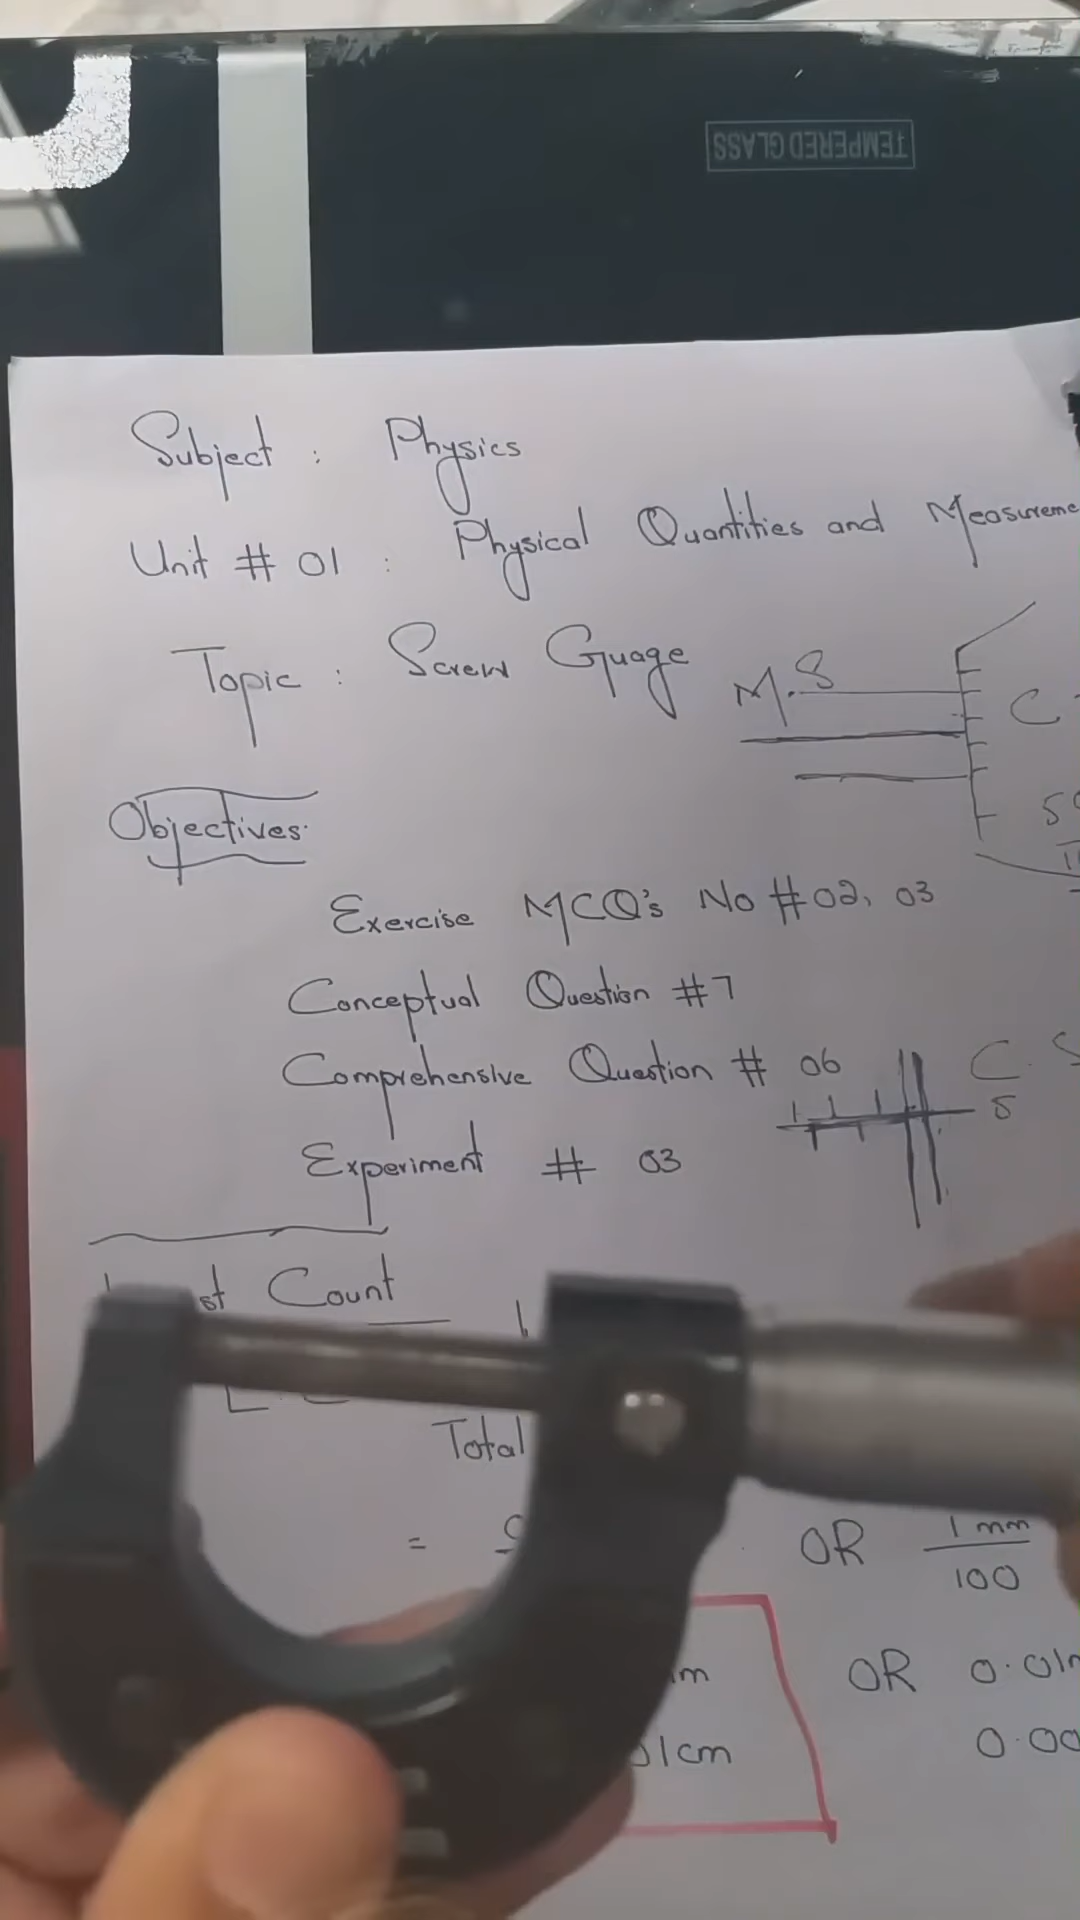 TEMPERED GLASS
Subject : Physics
Unit # 01 : Physical Quantities and
Topic : Screw Guage
M.S
C
Objectives:
Exercise MCQ's No # 02, 03
Conceptual Question #7
Comprehensive Question # 06
C. S
5
Experiment # 03
Count
Total
=
OR 1 mm
100
OR
cm